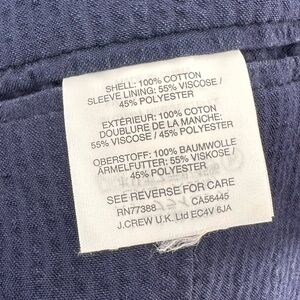 SHELL: 100% COTTON
SLEEVE LINING: 55% VISCOSE /
45% POLYESTER
EXTÉRIEUR: 100% COTON
DOUBLURE DE LA MANCHE:
55% VISCOSE / 45% POLYESTER
OBERSTOFF: 100% BAUMWOLLE
ÄRMELFUTTER: 55% VISKOSE /
45% POLYESTER
SEE REVERSE FOR CARE
RN77388 CA56445
J.CREW U.K. Ltd EC4V 6JA